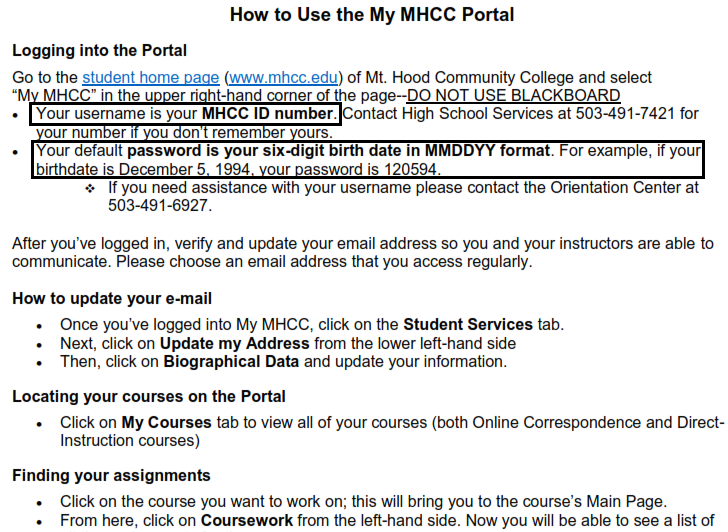 How to Use the My MHCC Portal
Logging into the Portal
Go to the student home page (www.mhcc.edu) of Mt. Hood Community College and select
“My MHCC” in the upper right-hand corner of the page--DO NOT USE BLACKBOARD
• Your username is your MHCC ID number. Contact High School Services at 503-491-7421 for
your number if you don’t remember yours.
• Your default password is your six-digit birth date in MMDDYY format. For example, if your
birthdate is December 5, 1994, your password is 120594.
❖ If you need assistance with your username please contact the Orientation Center at
503-491-6927.
After you’ve logged in, verify and update your email address so you and your instructors are able to
communicate. Please choose an email address that you access regularly.
How to update your e-mail
• Once you’ve logged into My MHCC, click on the Student Services tab.
• Next, click on Update my Address from the lower left-hand side
• Then, click on Biographical Data and update your information.
Locating your courses on the Portal
• Click on My Courses tab to view all of your courses (both Online Correspondence and Direct-
Instruction courses)
Finding your assignments
• Click on the course you want to work on; this will bring you to the course’s Main Page.
• From here, click on Coursework from the left-hand side. Now you will be able to see a list of